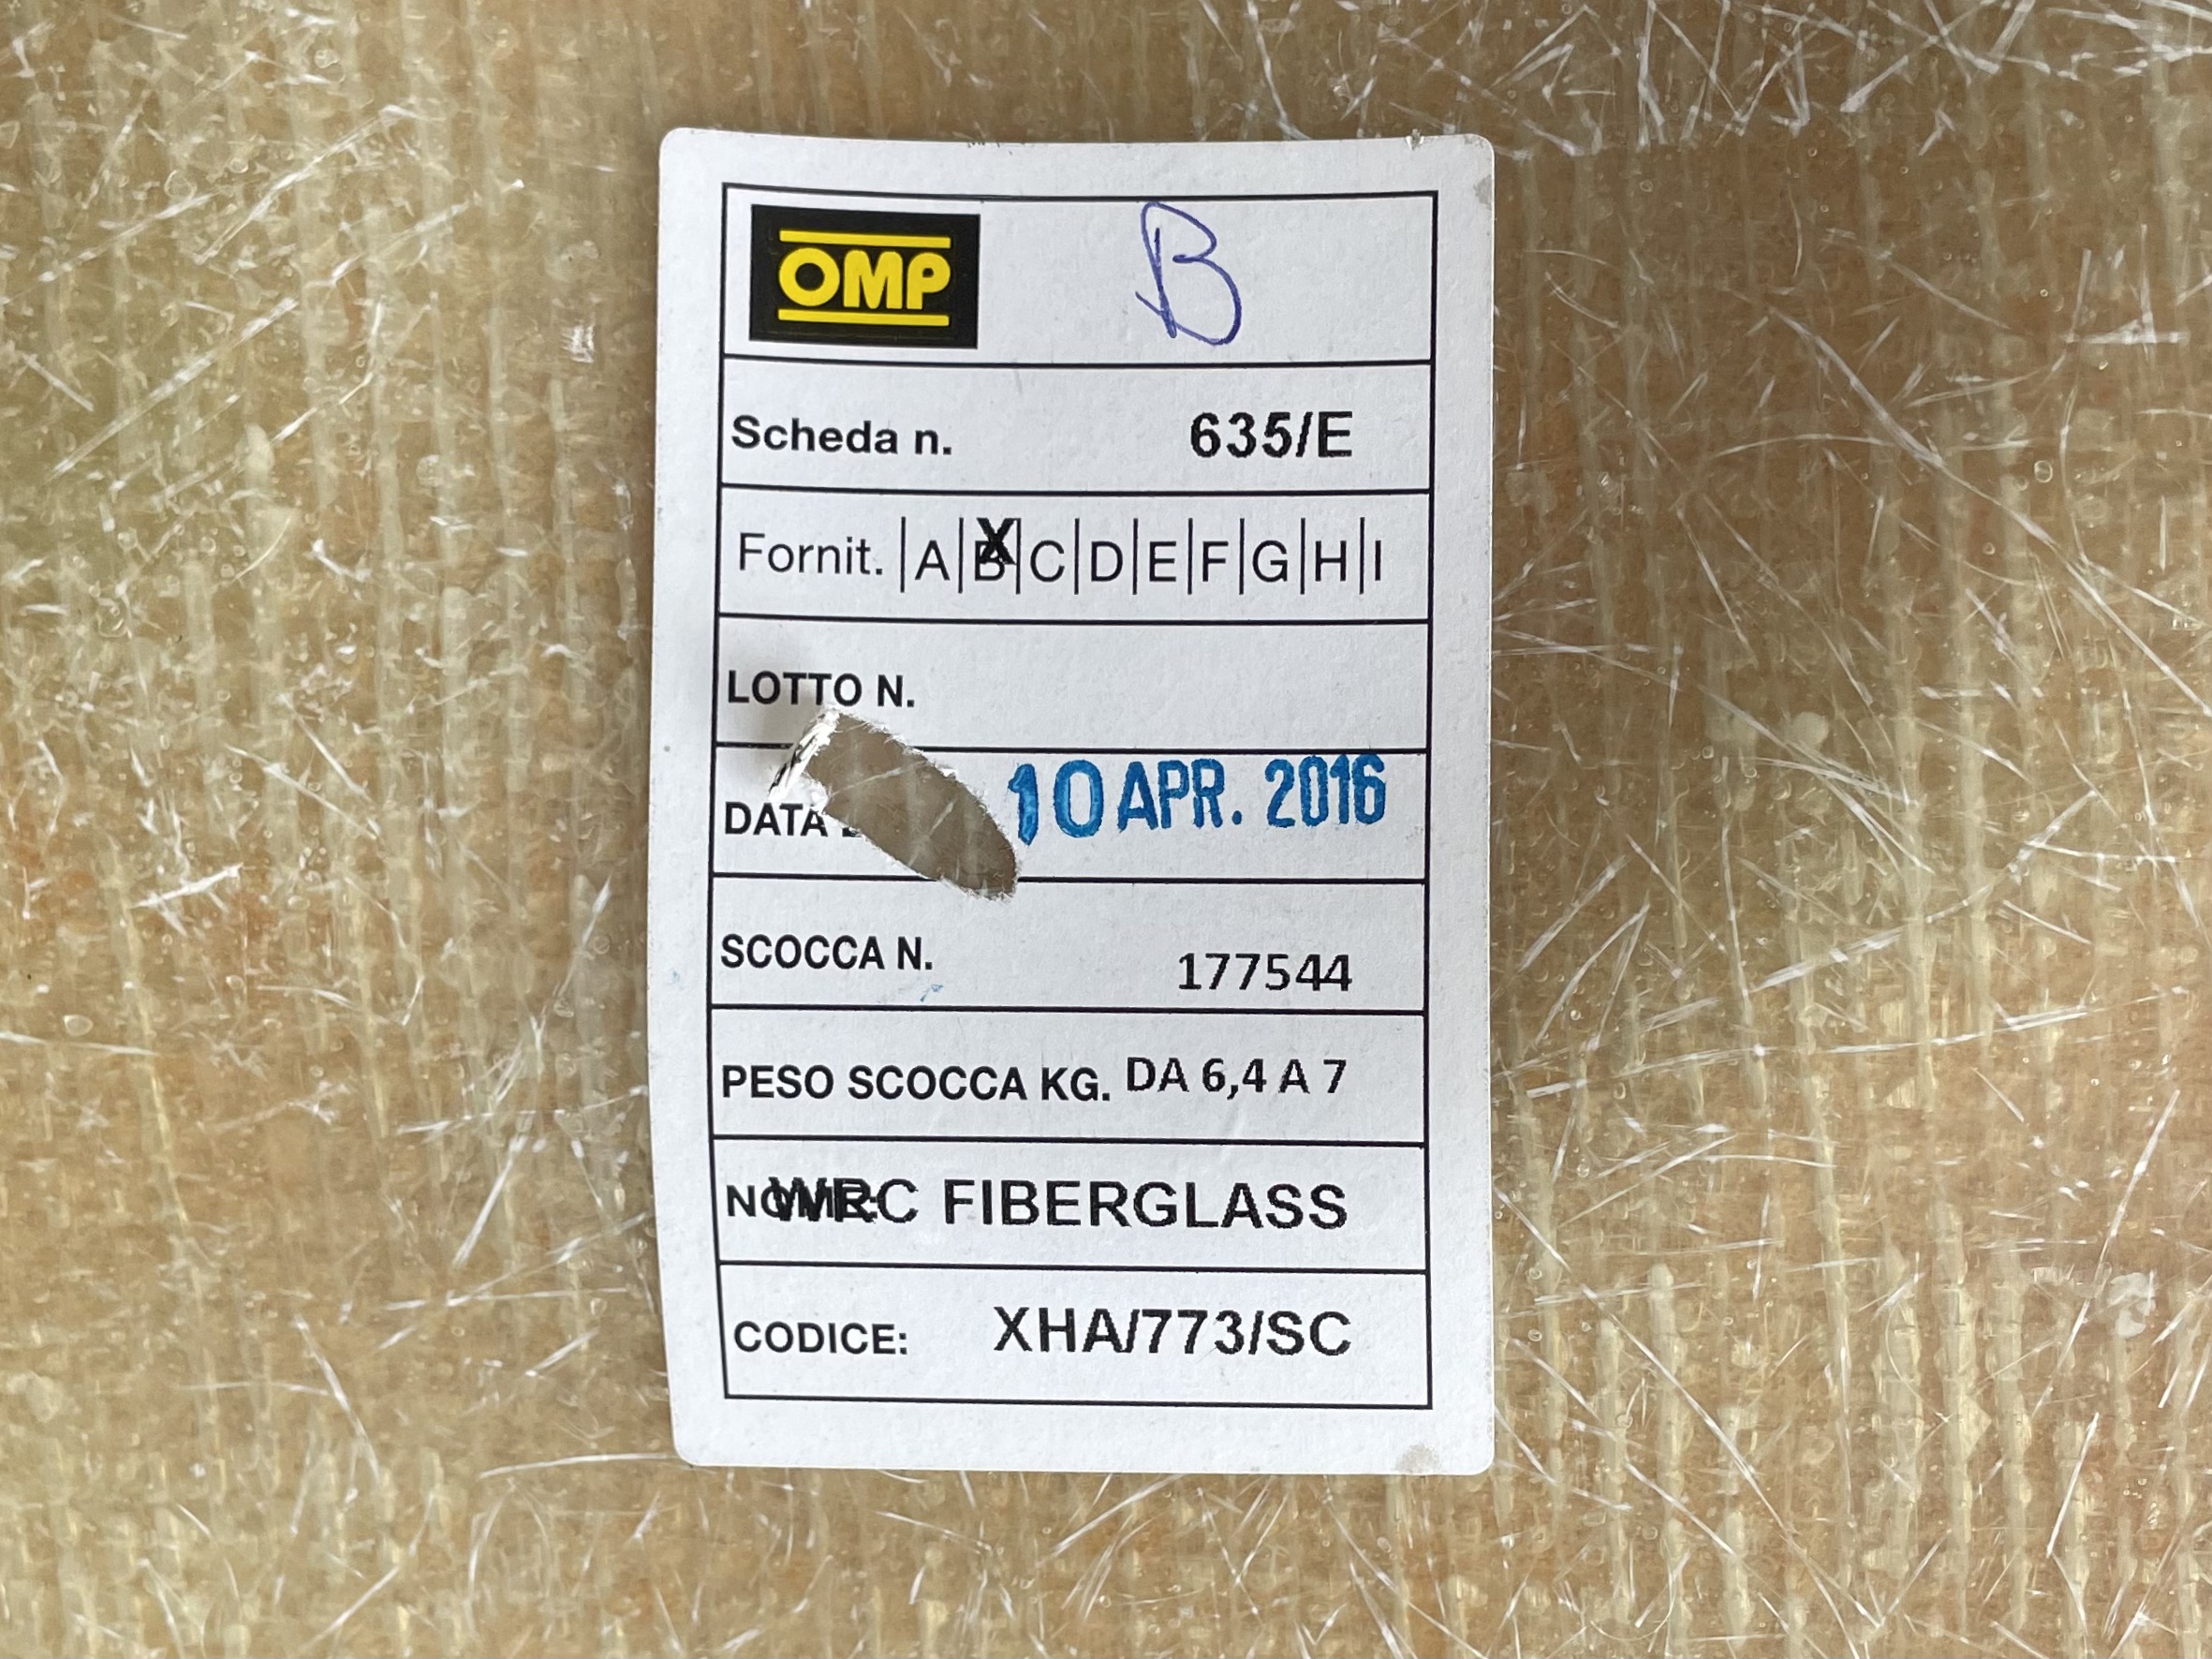 OMP B
Scheda n. 635/E
Fornit. |A|B|C|D|E|F|G|H|I
LOTTO N.
DATA 10 APR. 2016
SCOCCA N. 177544
PESO SCOCCA KG. DA 6,4 A 7
NOME: WRC FIBERGLASS
CODICE: XHA/773/SC